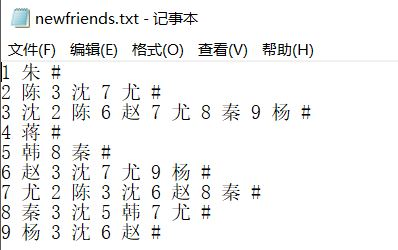 newfriends.txt - 记事本
文件(F) 编辑(E) 格式(O) 查看(V) 帮助(H)
1 朱 #
2 陈 3 沈 7 尤 #
3 沈 2 陈 6 赵 7 尤 8 秦 9 杨 #
4 蒋 #
5 韩 8 秦 #
6 赵 3 沈 7 尤 9 杨 #
7 尤 2 陈 3 沈 6 赵 8 秦 #
8 秦 3 沈 5 韩 7 尤 #
9 杨 3 沈 6 赵 #